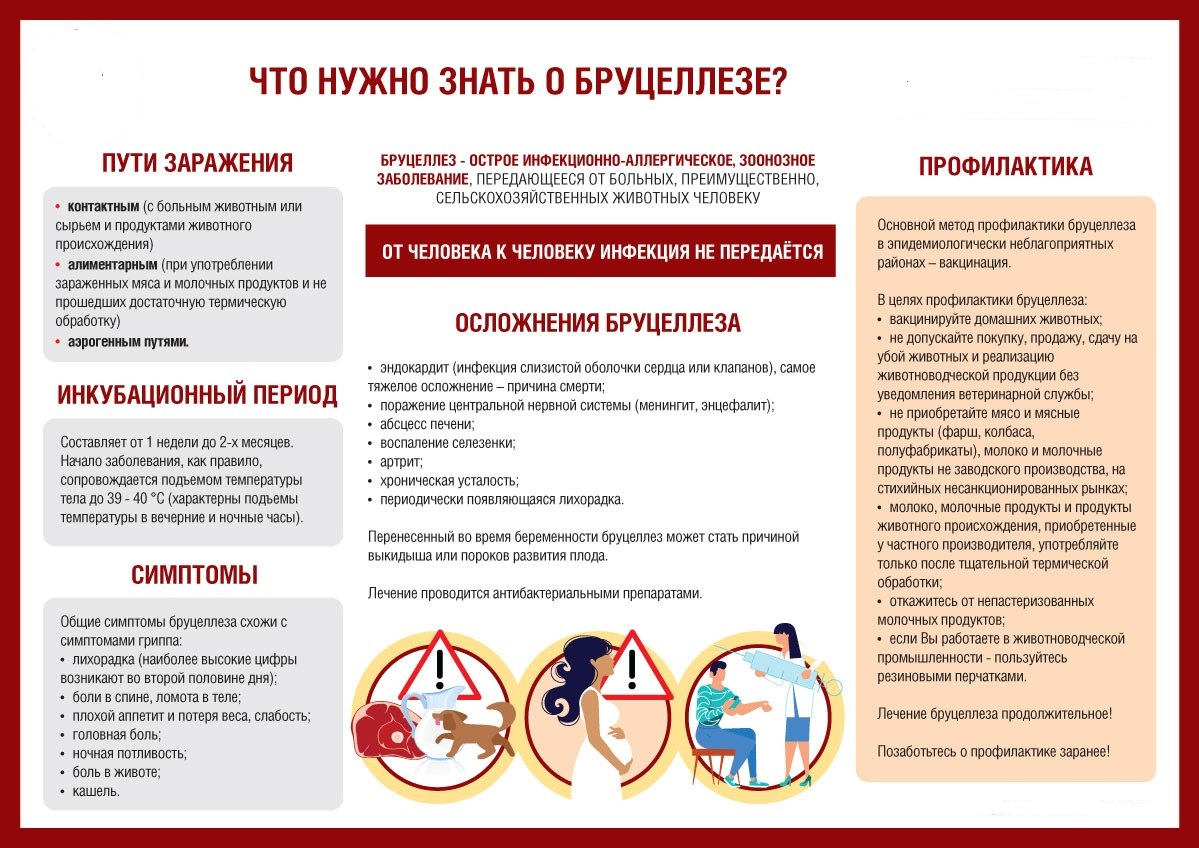 ЧТО НУЖНО ЗНАТЬ О БРУЦЕЛЛЕЗЕ?
ПУТИ ЗАРАЖЕНИЯ
• контактным (с больным животным или
сырьем и продуктами животного
происхождения)
• алиментарным (при употреблении
зараженных мяса и молочных продуктов и не
прошедших достаточную термическую
обработку)
• аэрогенным путями.
ИНКУБАЦИОННЫЙ ПЕРИОД
Составляет от 1 недели до 2-х месяцев.
Начало заболевания, как правило,
сопровождается подъемом температуры
тела до 39 - 40 °С (характерны подъемы
температуры в вечерние и ночные часы).
СИМПТОМЫ
Общие симптомы бруцеллеза схожи с
симптомами гриппа:
• лихорадка (наиболее высокие цифры
возникают во второй половине дня);
• боли в спине, ломота в теле;
• плохой аппетит и потеря веса, слабость;
• головная боль;
• ночная потливость;
• боль в животе;
• кашель.
БРУЦЕЛЛЕЗ - ОСТРОЕ ИНФЕКЦИОННО-АЛЛЕРГИЧЕСКОЕ, ЗООНОЗНОЕ
ЗАБОЛЕВАНИЕ, ПЕРЕДАЮЩЕЕСЯ ОТ БОЛЬНЫХ, ПРЕИМУЩЕСТВЕННО,
СЕЛЬСКОХОЗЯЙСТВЕННЫХ ЖИВОТНЫХ ЧЕЛОВЕКУ
ОТ ЧЕЛОВЕКА К ЧЕЛОВЕКУ ИНФЕКЦИЯ НЕ ПЕРЕДАЁТСЯ
ОСЛОЖНЕНИЯ БРУЦЕЛЛЕЗА
• эндокардит (инфекция слизистой оболочки сердца или клапанов), самое
тяжелое осложнение – причина смерти;
• поражение центральной нервной системы (менингит, энцефалит);
• абсцесс печени;
• воспаление селезенки;
• артрит;
• хроническая усталость;
• периодически появляющаяся лихорадка.
Перенесенный во время беременности бруцеллез может стать причиной
выкидыша или пороков развития плода.
Лечение проводится антибактериальными препаратами.
ПРОФИЛАКТИКА
Основной метод профилактики бруцеллеза
в эпидемиологически неблагоприятных
районах – вакцинация.
В целях профилактики бруцеллеза:
• вакцинируйте домашних животных;
• не допускайте покупку, продажу, сдачу на
убой животных и реализацию
животноводческой продукции без
уведомления ветеринарной службы;
• не приобретайте мясо и мясные
продукты (фарш, колбаса,
полуфабрикаты), молоко и молочные
продукты не заводского производства, на
стихийных несанкционированных рынках;
• молоко, молочные продукты и продукты
животного происхождения, приобретенные
у частного производителя, употребляйте
только после тщательной термической
обработки;
• откажитесь от непастеризованных
молочных продуктов;
• если Вы работаете в животноводческой
промышленности - пользуйтесь
резиновыми перчатками.
Лечение бруцеллеза продолжительное!
Позаботьтесь о профилактике заранее!